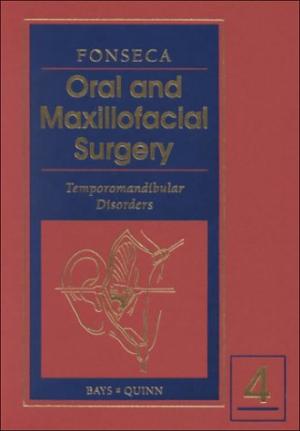 FONSECA
Oral and
Maxillofacial
Surgery
Temporomandibular
Disorders
BAYS • QUINN
4